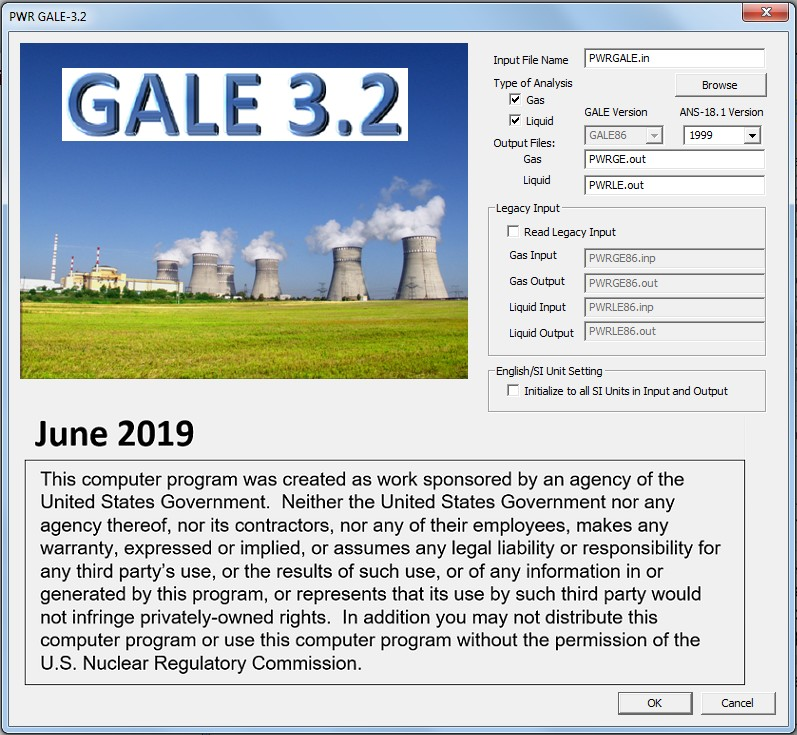 PWR GALE-3.2
GALE 3.2
Input File Name
PWRGALE.in
Type of Analysis
Browse
Gas
Liquid
GALE Version
ANS-18.1 Version
GALE86
1999
Output Files:
Gas
PWRGE.out
Liquid
PWRLE.out
Legacy Input
Read Legacy Input
Gas Input
PWRGE86.inp
Gas Output
PWRGE86.out
Liquid Input
PWRLE86.inp
Liquid Output
PWRLE86.out
English/SI Unit Setting
Initialize to all SI Units in Input and Output
June 2019
This computer program was created as work sponsored by an agency of the
United States Government.  Neither the United States Government nor any
agency thereof, nor its contractors, nor any of their employees, makes any
warranty, expressed or implied, or assumes any legal liability or responsibility for
any third party's use, or the results of such use, or of any information in or
generated by this program, or represents that its use by such third party would
not infringe privately-owned rights.  In addition you may not distribute this
computer program or use this computer program without the permission of the
U.S. Nuclear Regulatory Commission.
OK
Cancel